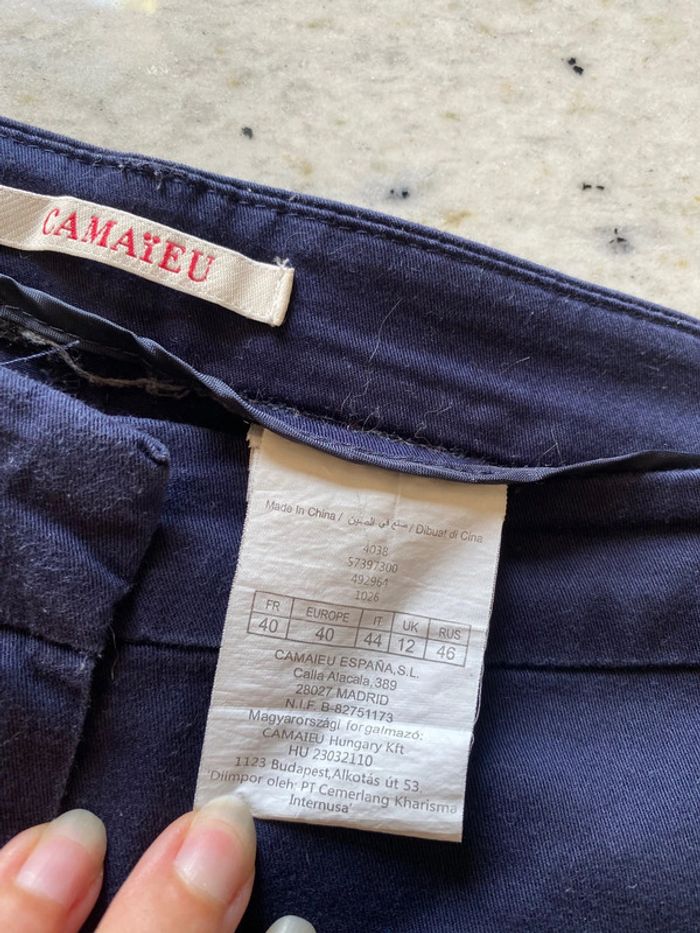 CAMAÏEU
Made In China / صنع في الصين / Dibuat di Cina
4038
57397300
492964
1026
FR EUROPE IT UK RUS
40 40 44 12 46
CAMAIEU ESPAÑA,S.L.
Calla Alacala,389
28027 MADRID
N.I.F. B-82751173
Magyarországi forgalmazó:
CAMAIEU Hungary Kft
HU 23032110
1123 Budapest,Alkotás út 53.
Diimpor oleh: PT Cemerlang Kharisma
Internusa'